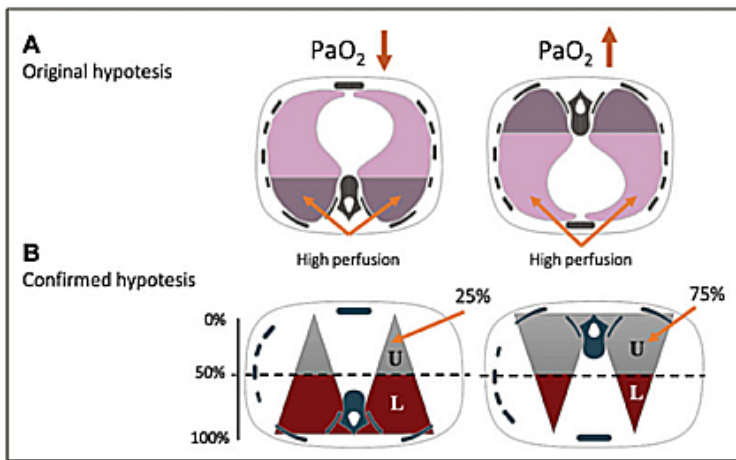 A
Original hypotesis
PaO2
PaO2
High perfusion
High perfusion
B
Confirmed hypotesis
25%
75%
0%
50%
100%
U
L
U
L